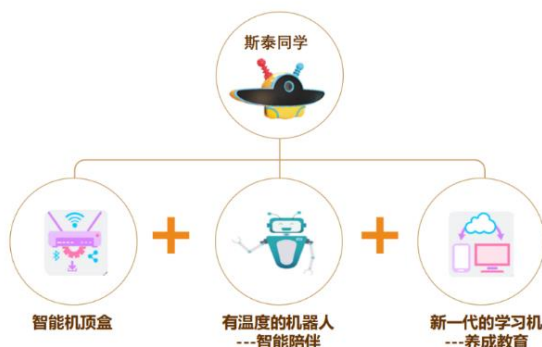 斯泰同学
智能机顶盒
有温度的机器人
---智能陪伴
新一代的学习机
---养成教育